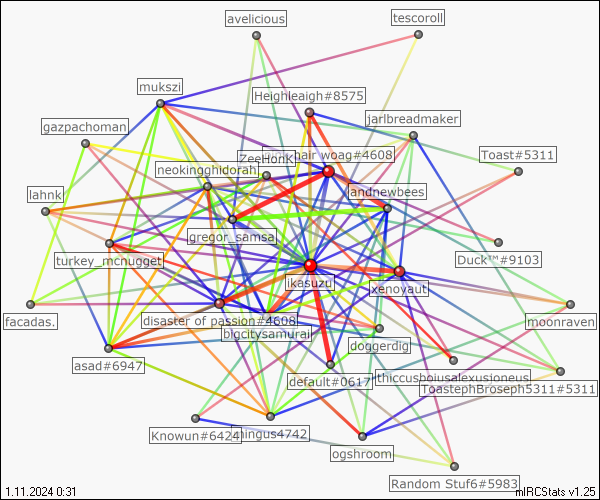 avelicious
tescoroll
mukszi
Heighleaigh#8575
jarlbreadmaker
gazpachoman
hair woag#4608
ZeeHonK
Toast#5311
neokingghidorah
lahnk
landnewbees
gregor_samsa
turkey_mcnugget
Duck™#9103
ikasuzu
xenoyaut
facadas.
disaster of passion#4608
moonraven
bigcitysamurai
doggerdig
asad#6947
default#0617
ToastephBroseph5311#5311
Knowun#6424
mingus4742
ogshroom
Random Stuf6#5983
1.11.2024 0:31
mIRCStats v1.25